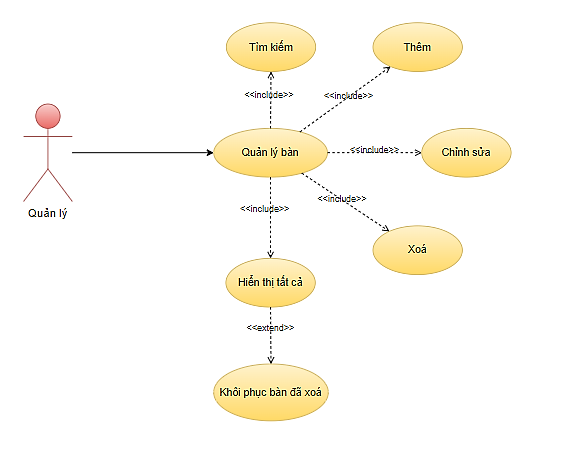 Tìm kiếm
Thêm
<<include>>
<<include>>
Quản lý bàn
<<include>>
Chỉnh sửa
Quản lý
<<include>>
<<include>>
Xoá
Hiển thị tất cả
<<extend>>
Khôi phục bàn đã xoá